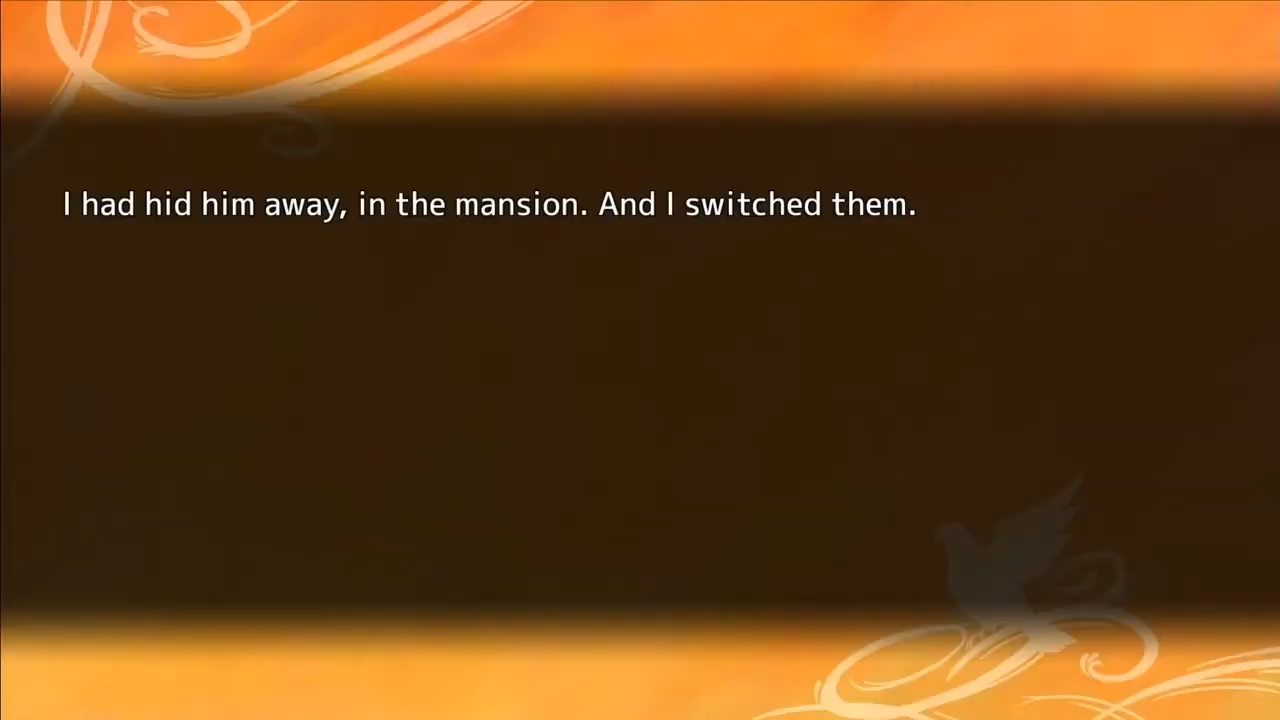 I had hid him away, in the mansion. And I switched them.